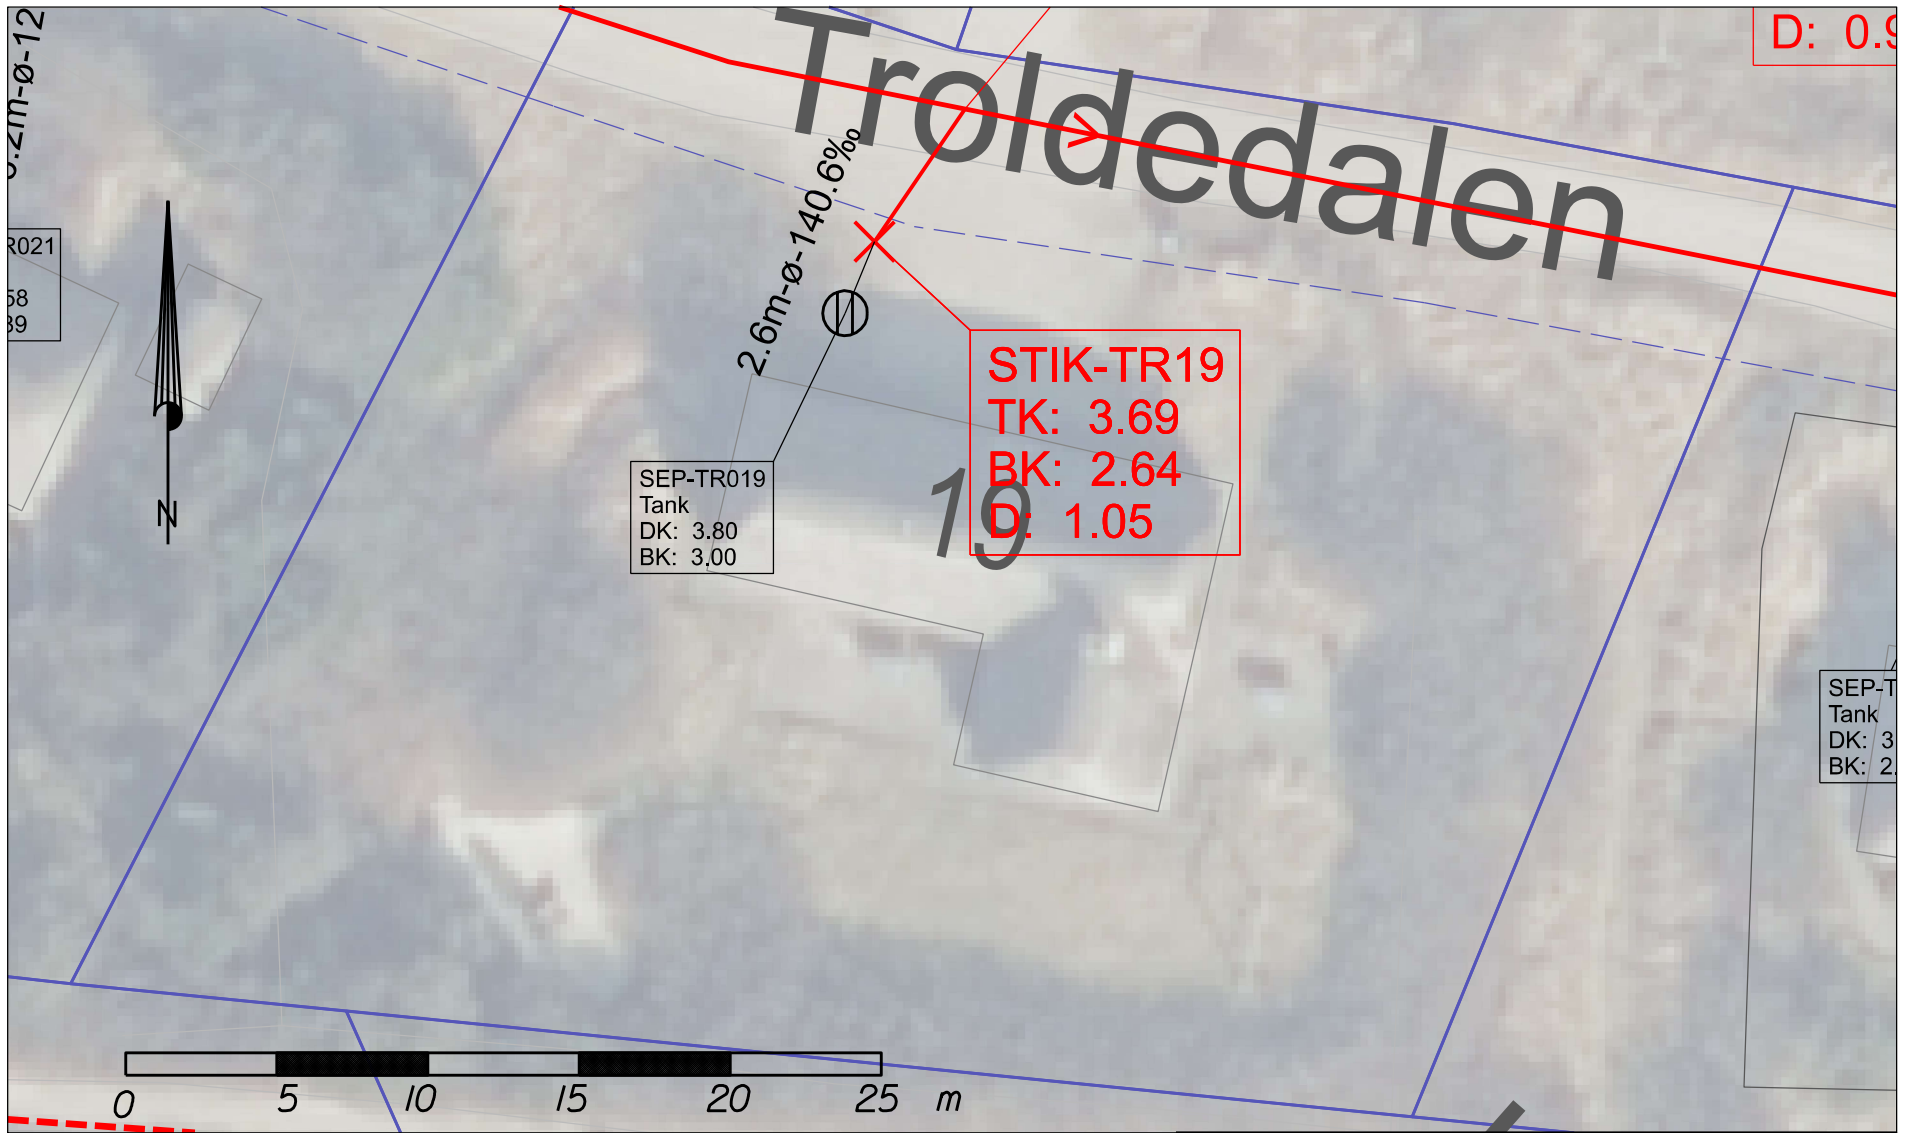 D: 0.9
Troldedalen
2.6m-ø-140.6‰
R021
58
39
N
STIK-TR19
TK: 3.69
BK: 2.64
D: 1.05
19
SEP-TR019
Tank
DK: 3.80
BK: 3.00
SEP-T
Tank
DK: 3
BK: 2.
0 5 10 15 20 25 m